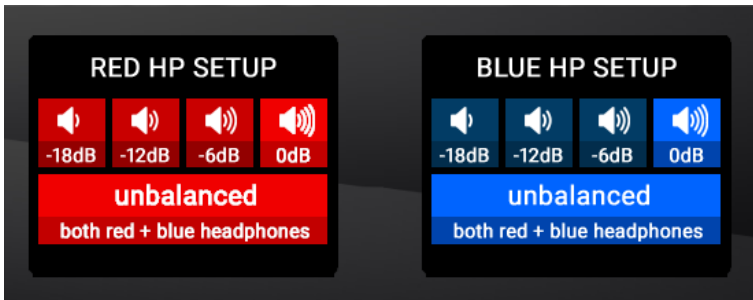 RED HP SETUP
-18dB -12dB -6dB 0dB
unbalanced
both red + blue headphones
BLUE HP SETUP
-18dB -12dB -6dB 0dB
unbalanced
both red + blue headphones